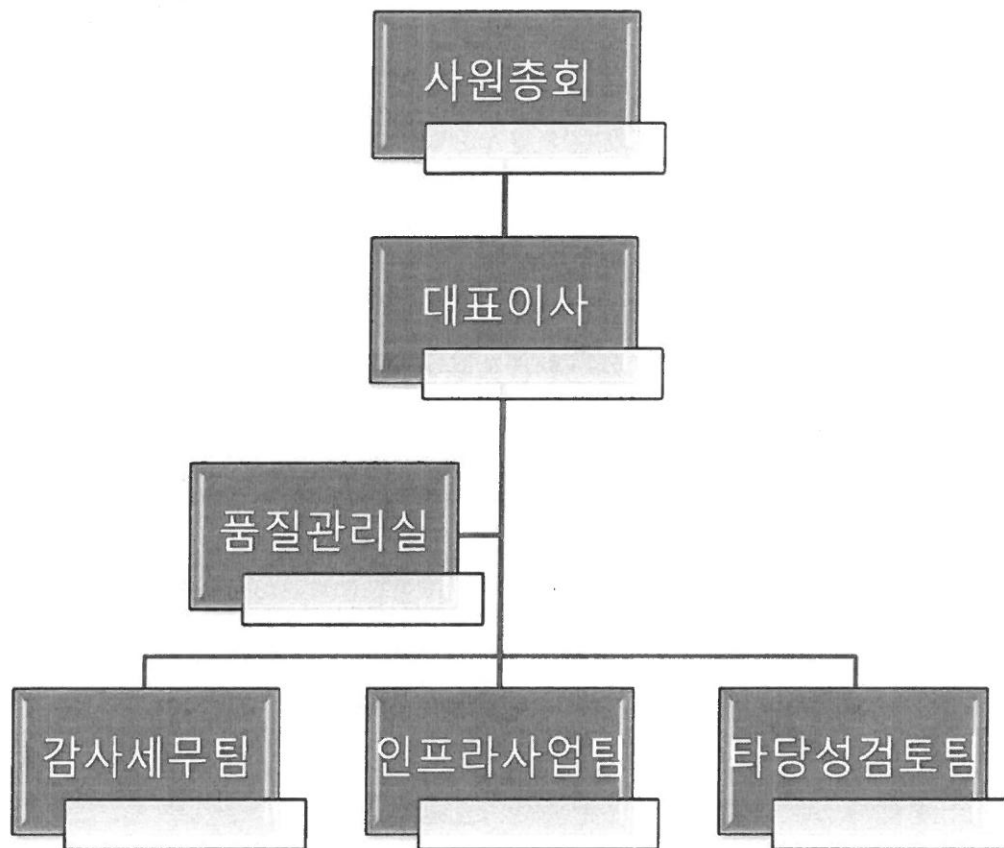 사원총회
대표이사
품질관리실
감사세무팀
인프라사업팀
타당성검토팀